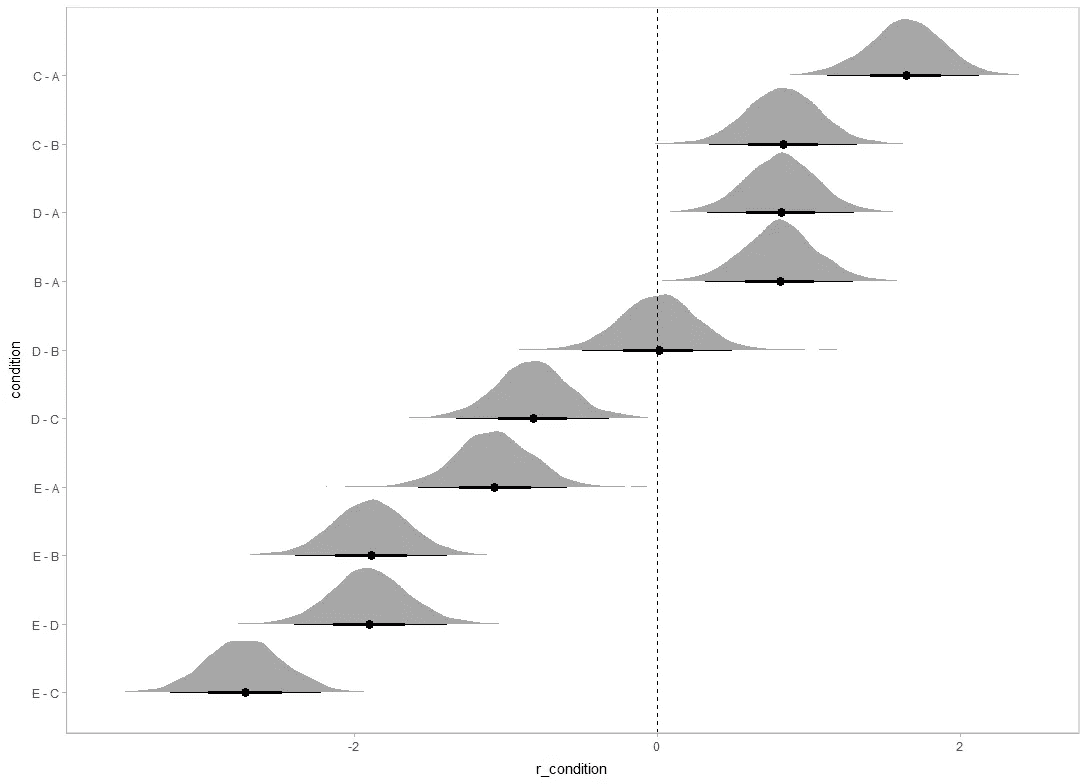 C - A
C - B
D - A
B - A
D - B
D - C
E - A
E - B
E - D
E - C
condition
-2 0 2
r_condition